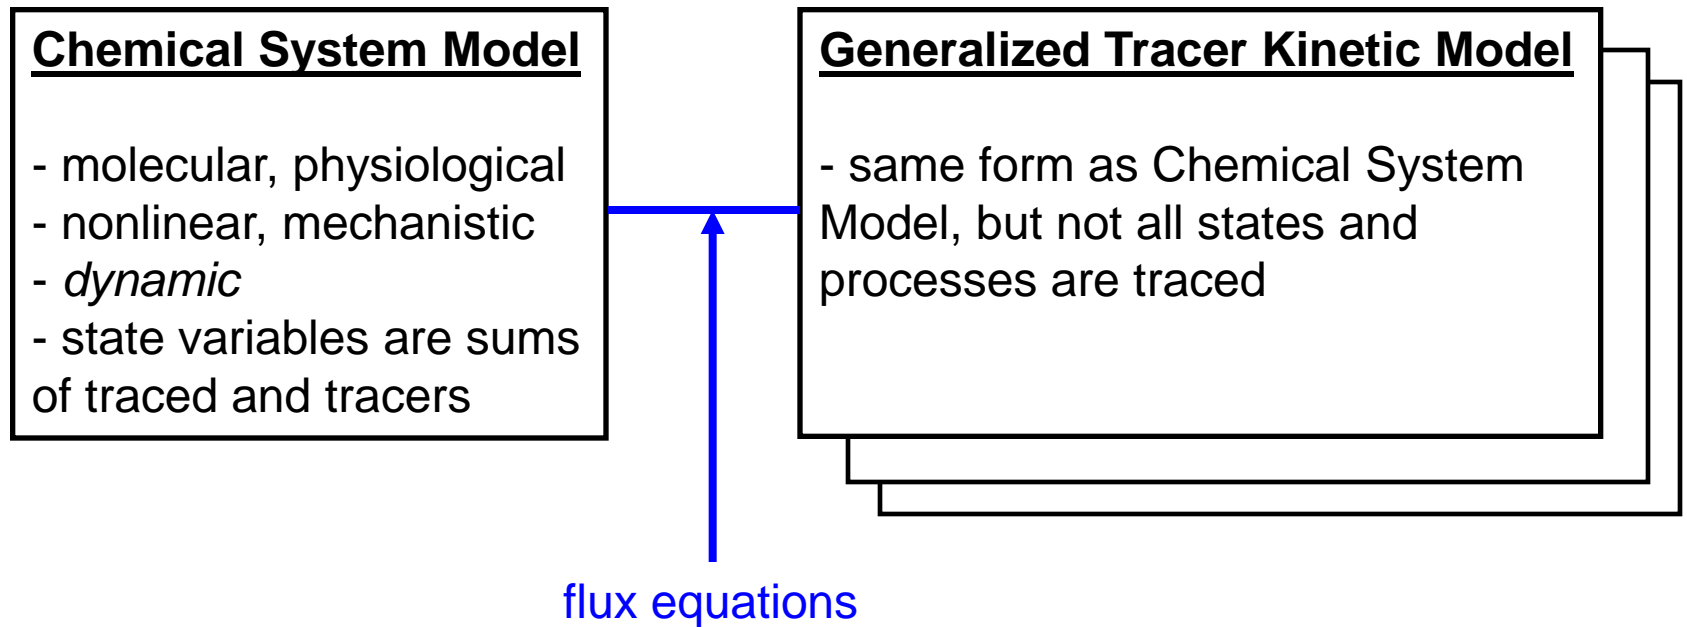 Chemical System Model
- molecular, physiological
- nonlinear, mechanistic
- dynamic
- state variables are sums
of traced and tracers
Generalized Tracer Kinetic Model
- same form as Chemical System
Model, but not all states and
processes are traced
flux equations